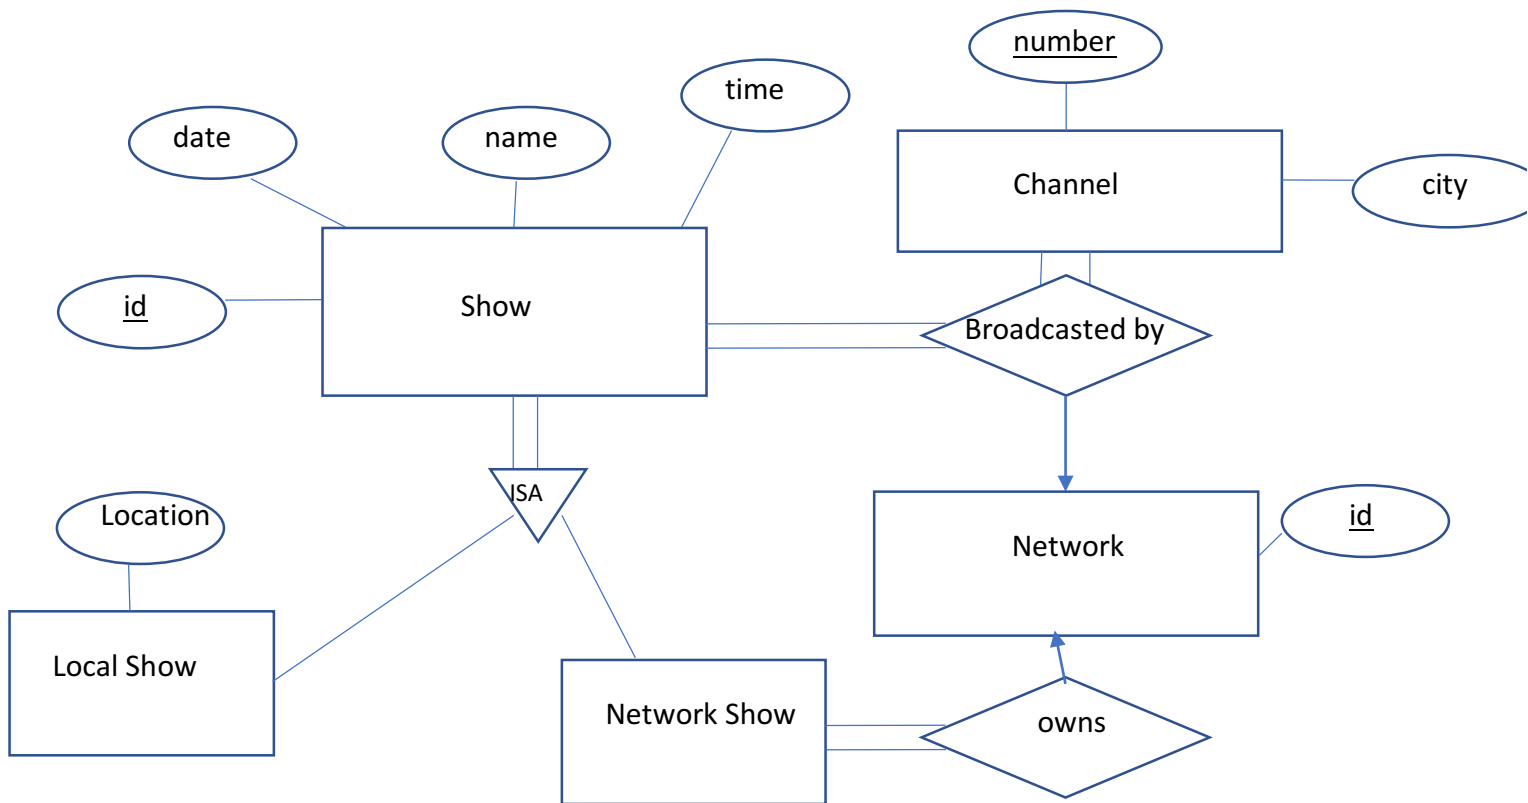 number
time
date
name
Channel
city
id
Show
Broadcasted by
ISA
Location
Network
id
Local Show
Network Show
owns